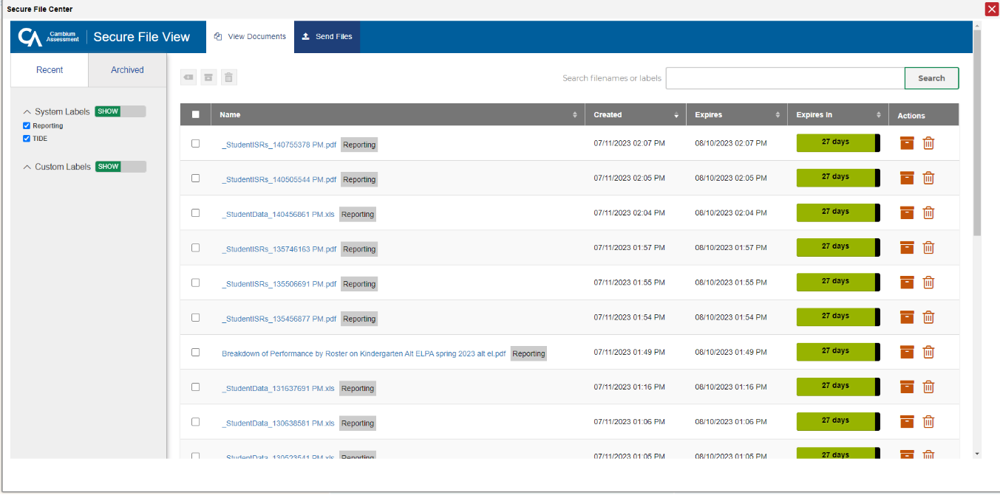 Secure File Center
CA Cambium Assessment Secure File View View Documents Send Files
Recent Archived
Search filenames or labels Search
System Labels SHOW
Reporting
TIDE
Custom Labels SHOW
Name Created Expires Expires In Actions
_StudentISRs_140755378 PM.pdf Reporting 07/11/2023 02:07 PM 08/10/2023 02:07 PM 27 days
_StudentISRs_140505544 PM.pdf Reporting 07/11/2023 02:05 PM 08/10/2023 02:05 PM 27 days
_StudentData_140456861 PM.xls Reporting 07/11/2023 02:04 PM 08/10/2023 02:04 PM 27 days
_StudentISRs_135746163 PM.pdf Reporting 07/11/2023 01:57 PM 08/10/2023 01:57 PM 27 days
_StudentISRs_135506691 PM.pdf Reporting 07/11/2023 01:55 PM 08/10/2023 01:55 PM 27 days
_StudentISRs_135456877 PM.pdf Reporting 07/11/2023 01:54 PM 08/10/2023 01:54 PM 27 days
Breakdown of Performance by Roster on Kindergarten Alt ELPA spring 2023 alt el.pdf Reporting 07/11/2023 01:49 PM 08/10/2023 01:49 PM 27 days
_StudentData_131637691 PM.xls Reporting 07/11/2023 01:16 PM 08/10/2023 01:16 PM 27 days
_StudentData_130638581 PM.xls Reporting 07/11/2023 01:06 PM 08/10/2023 01:06 PM 27 days
_StudentData_130523541 PM.xls Reporting 07/11/2023 01:05 PM 08/10/2023 01:05 PM 27 days